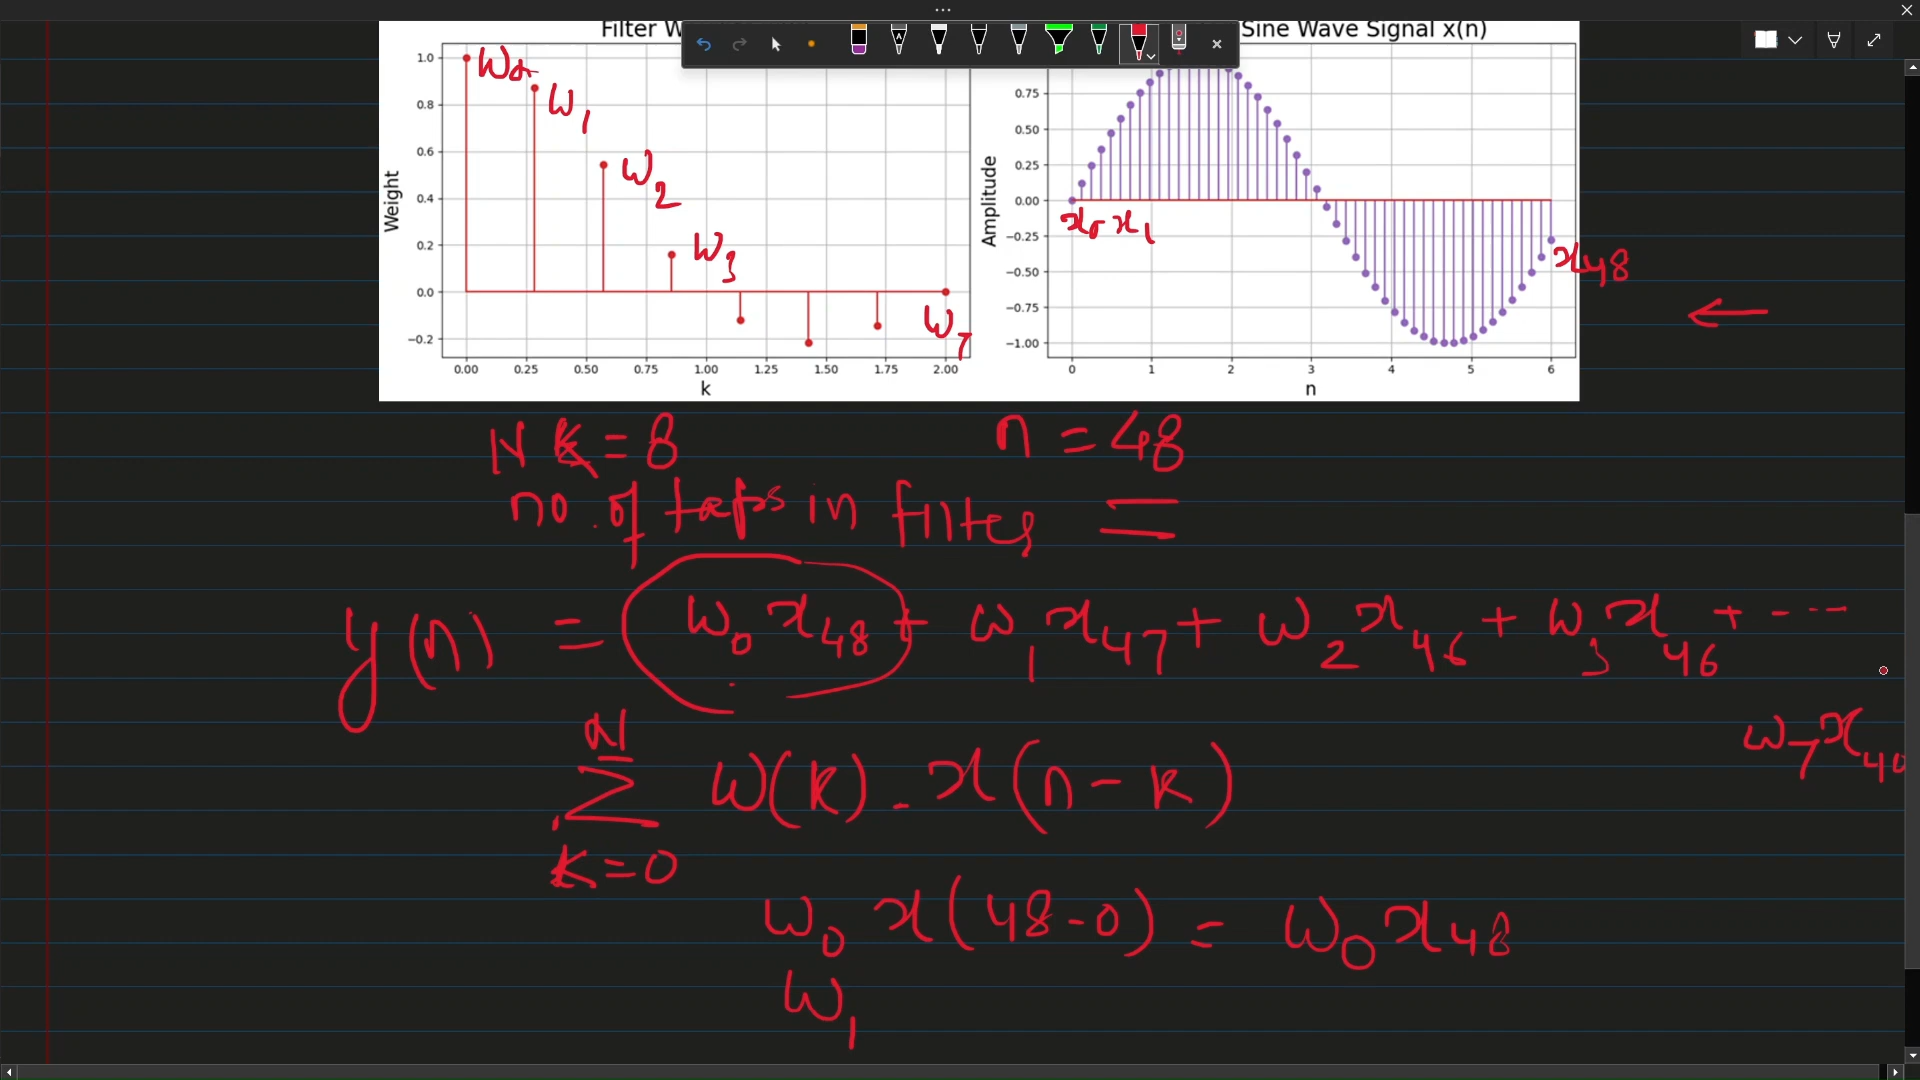 Filter W
Sine Wave Signal x(n)
Weight
1.0
0.8
0.6
0.4
0.2
0.0
−0.2
0.00 0.25 0.50 0.75 1.00 1.25 1.50 1.75 2.00
k
W0
W1
W2
W3
W7
Amplitude
0.75
0.50
0.25
0.00
−0.25
−0.50
−0.75
−1.00
0 1 2 3 4 5 6
n
x0 x1
x48
N K = 8
n = 48
no. of taps in filter
y(n) = w0 x48 + w1 x47 + w2 x46 + w3 x46 + ---
w7 x40
N
Σ w(k) . x(n-k)
k=0
w0 x(48-0) = w0 x48
w1